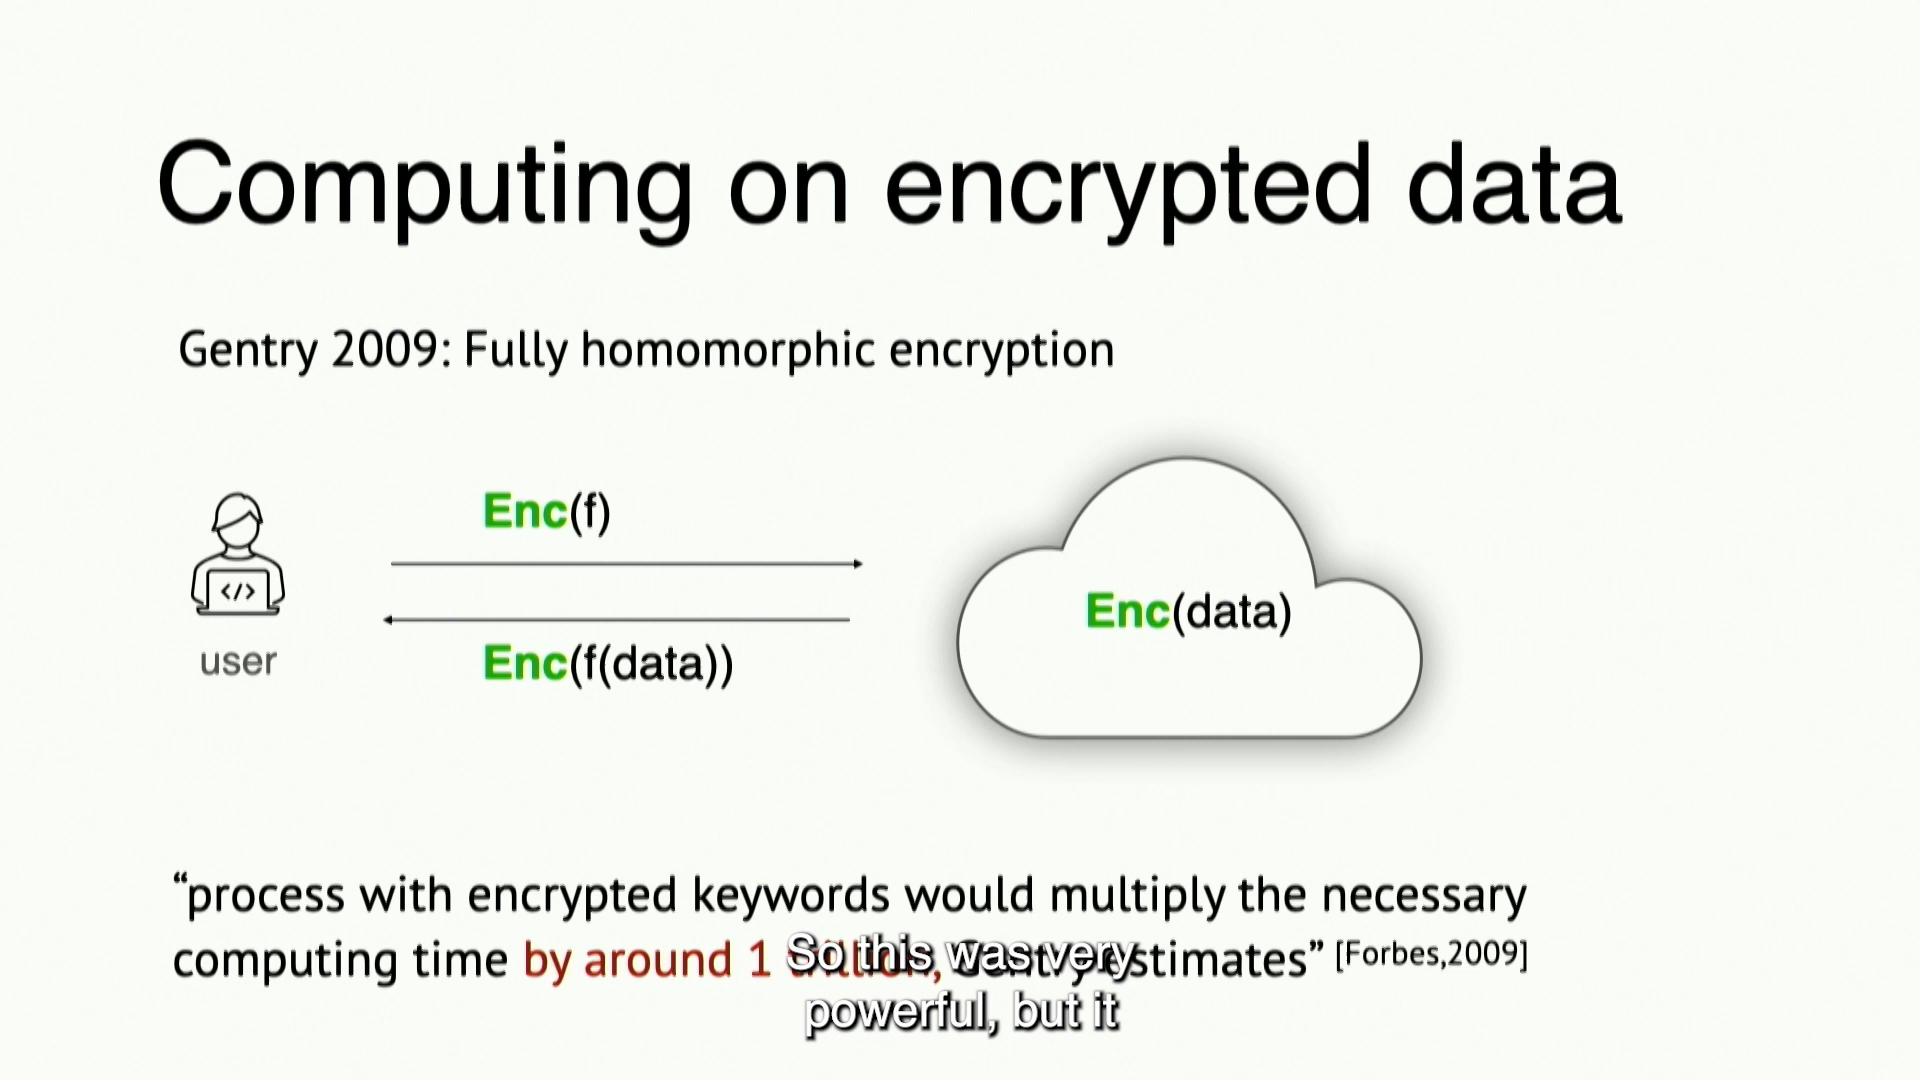 Computing on encrypted data
Gentry 2009: Fully homomorphic encryption
Enc(f)
</>
Enc(data)
user
Enc(f(data))
“process with encrypted keywords would multiply the necessary
computing time by around 1 Gentry estimates” [Forbes,2009]
So this was very
powerful, but it